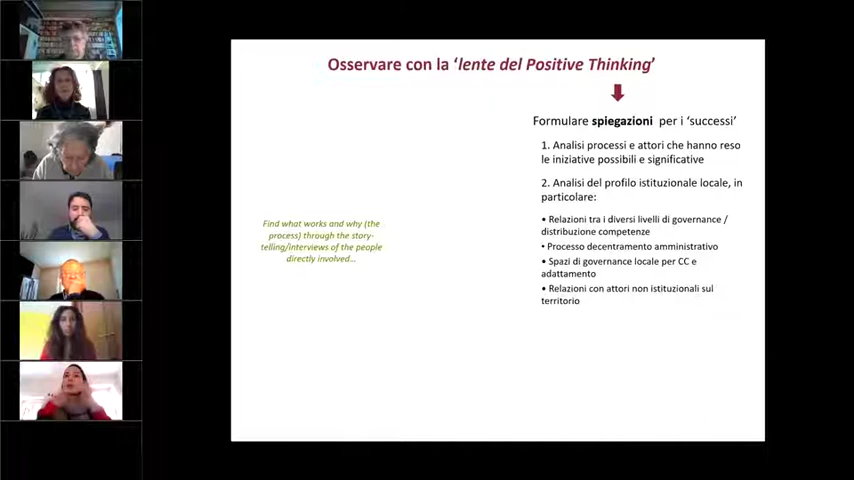 Osservare con la ‘lente del Positive Thinking’
Formulare spiegazioni per i ‘successi’
1. Analisi processi e attori che hanno reso
le iniziative possibili e significative
2. Analisi del profilo istituzionale locale, in
particolare:
• Relazioni tra i diversi livelli di governance /
distribuzione competenze
• Processo decentramento amministrativo
• Spazi di governance locale per CC e
adattamento
• Relazioni con attori non istituzionali sul
territorio
Find what works and why (the
process) through the story-
telling/interviews of the people
directly involved…